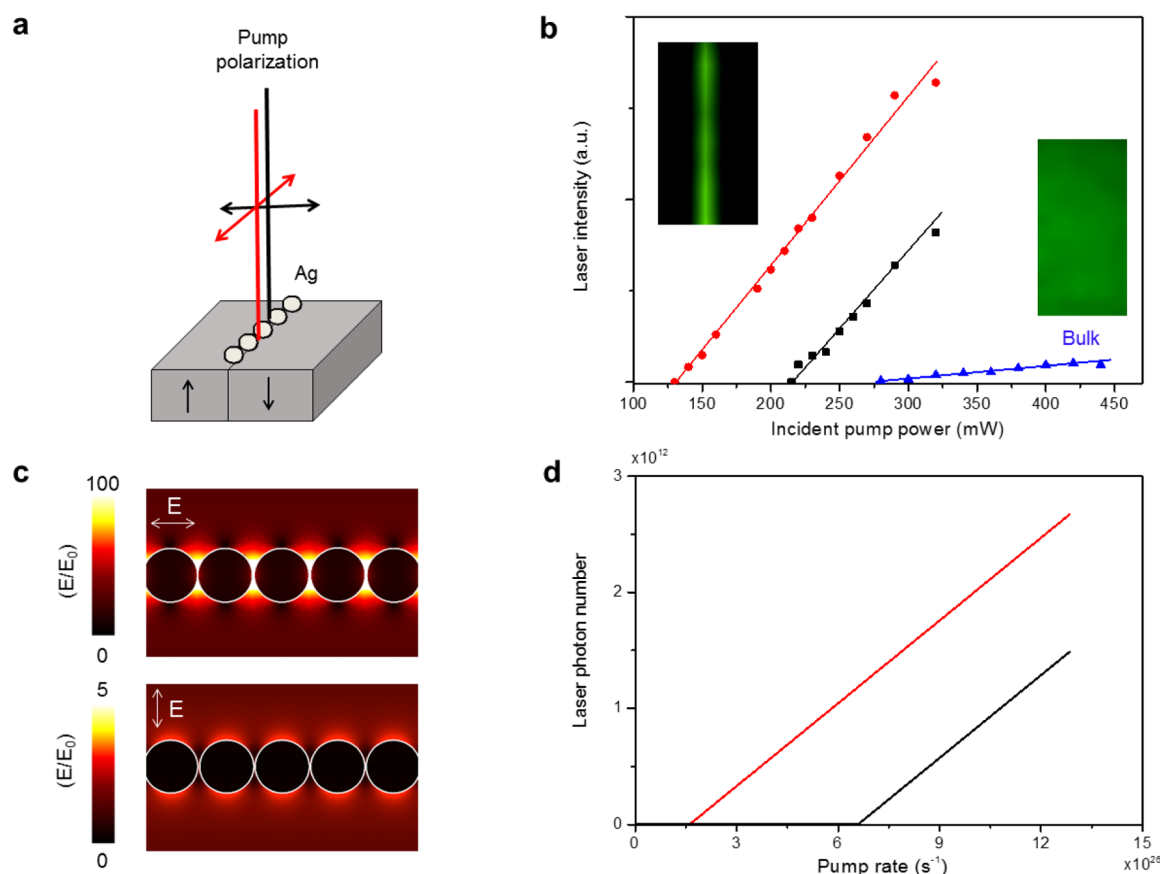 a
Pump
polarization
Ag
b
Laser intensity (a.u.)
Bulk
100 150 200 250 300 350 400 450
Incident pump power (mW)
c
100
E
(E/E0)
0
5
E
(E/E0)
0
d
x10^12
3
2
1
0
Laser photon number
0 3 6 9 12 15
Pump rate (s⁻¹)
x10^26